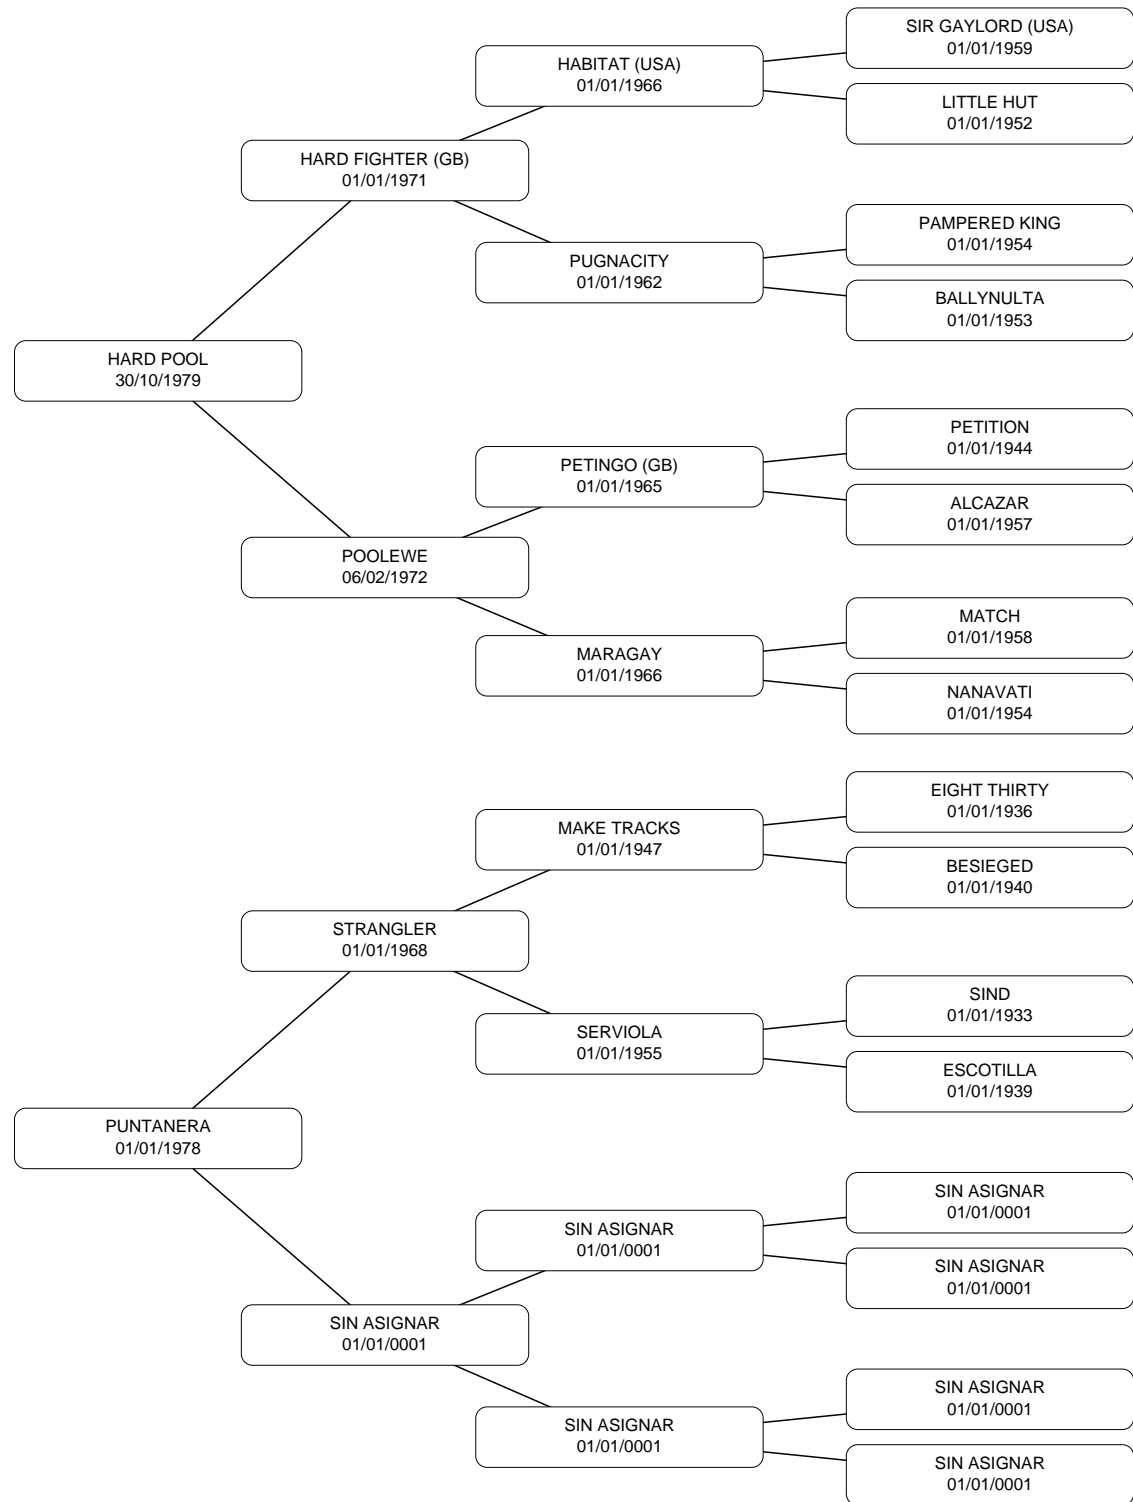 SIR GAYLORD (USA)
01/01/1959
HABITAT (USA)
01/01/1966
LITTLE HUT
01/01/1952
HARD FIGHTER (GB)
01/01/1971
PAMPERED KING
01/01/1954
PUGNACITY
01/01/1962
BALLYNULTA
01/01/1953
HARD POOL
30/10/1979
PETITION
01/01/1944
PETINGO (GB)
01/01/1965
ALCAZAR
01/01/1957
POOLEWE
06/02/1972
MATCH
01/01/1958
MARAGAY
01/01/1966
NANAVATI
01/01/1954
EIGHT THIRTY
01/01/1936
MAKE TRACKS
01/01/1947
BESIEGED
01/01/1940
STRANGLER
01/01/1968
SIND
01/01/1933
SERVIOLA
01/01/1955
ESCOTILLA
01/01/1939
PUNTANERA
01/01/1978
SIN ASIGNAR
01/01/0001
SIN ASIGNAR
01/01/0001
SIN ASIGNAR
01/01/0001
SIN ASIGNAR
01/01/0001
SIN ASIGNAR
01/01/0001
SIN ASIGNAR
01/01/0001
SIN ASIGNAR
01/01/0001